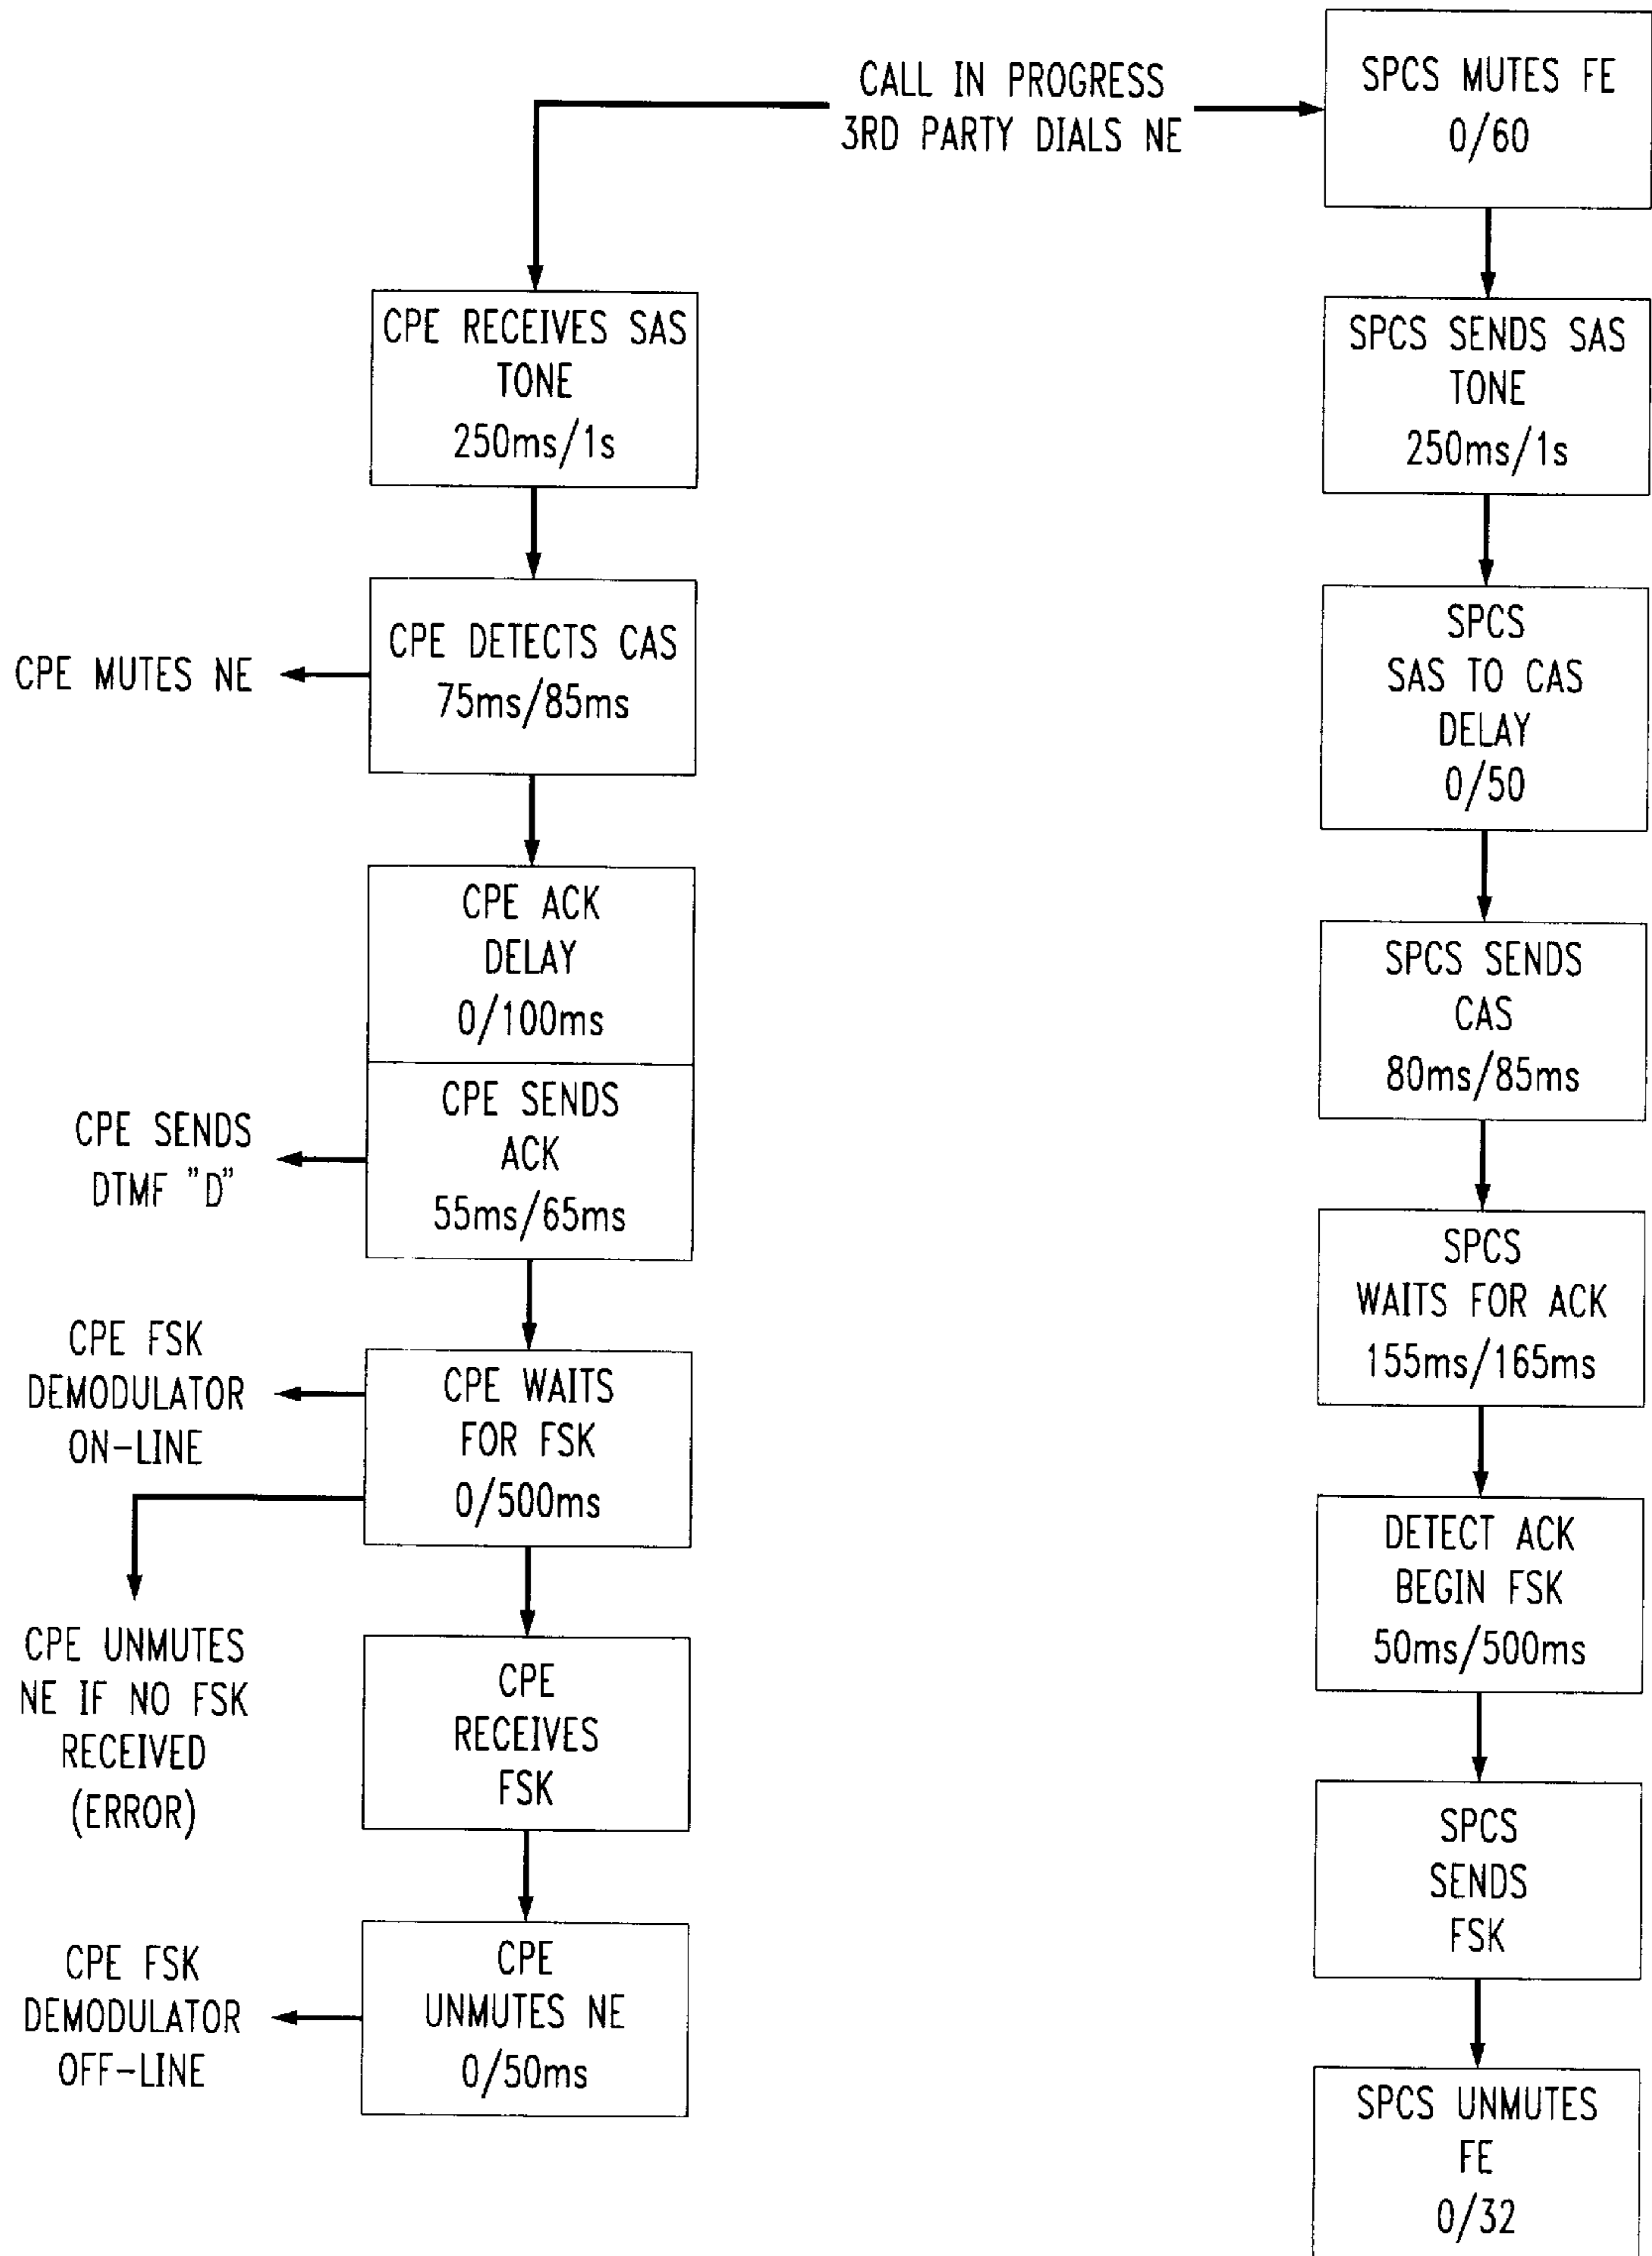 CALL IN PROGRESS
3RD PARTY DIALS NE
SPCS MUTES FE
0/60
CPE RECEIVES SAS
TONE
250ms/1s
CPE MUTES NE
CPE DETECTS CAS
75ms/85ms
CPE ACK
DELAY
0/100ms
CPE SENDS
DTMF "D"
CPE SENDS
ACK
55ms/65ms
CPE FSK
DEMODULATOR
ON-LINE
CPE WAITS
FOR FSK
0/500ms
CPE UNMUTES
NE IF NO FSK
RECEIVED
(ERROR)
CPE
RECEIVES
FSK
CPE FSK
DEMODULATOR
OFF-LINE
CPE
UNMUTES NE
0/50ms
SPCS SENDS SAS
TONE
250ms/1s
SPCS
SAS TO CAS
DELAY
0/50
SPCS SENDS
CAS
80ms/85ms
SPCS
WAITS FOR ACK
155ms/165ms
DETECT ACK
BEGIN FSK
50ms/500ms
SPCS
SENDS
FSK
SPCS UNMUTES
FE
0/32